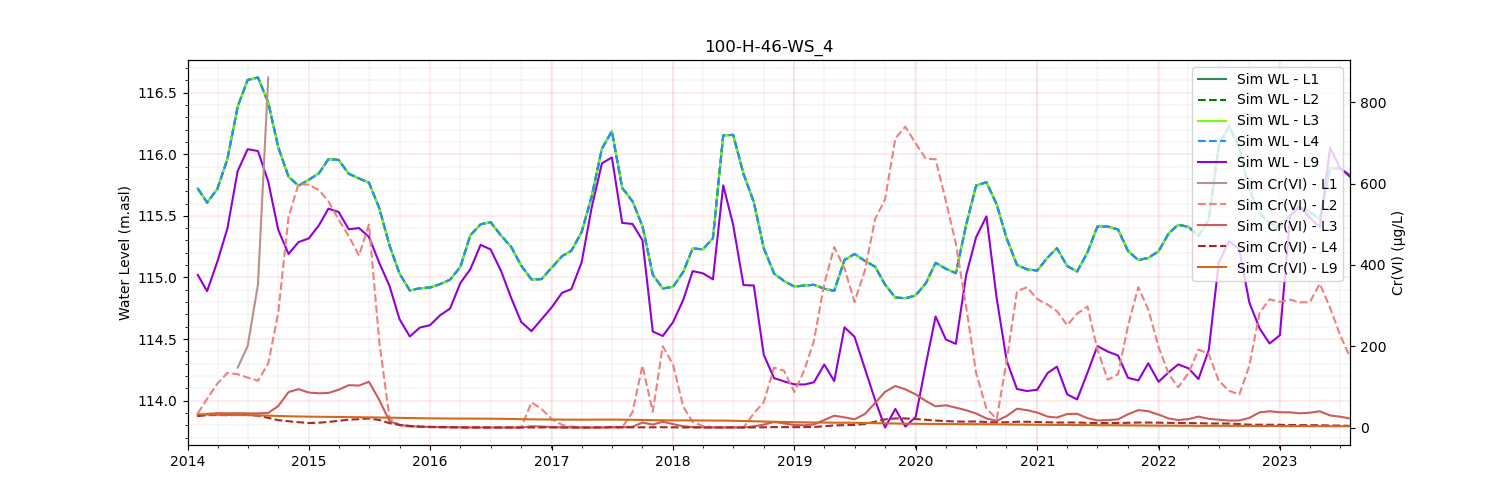 100-H-46-WS_4
Water Level (m.asl)
116.5
116.0
115.5
115.0
114.5
114.0
800
600
400
200
0
Cr(VI) (µg/L)
Sim WL - L1
Sim WL - L2
Sim WL - L3
Sim WL - L4
Sim WL - L9
Sim Cr(VI) - L1
Sim Cr(VI) - L2
Sim Cr(VI) - L3
Sim Cr(VI) - L4
Sim Cr(VI) - L9
2014 2015 2016 2017 2018 2019 2020 2021 2022 2023